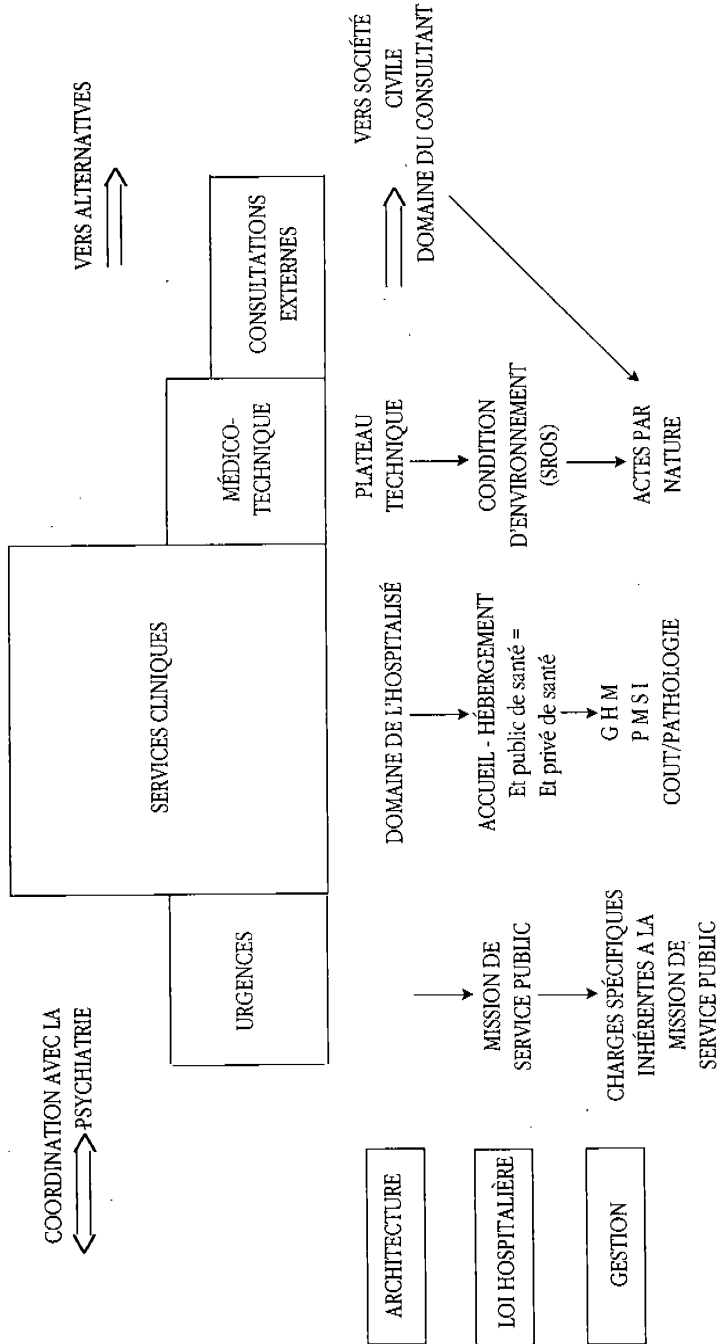 COORDINATION AVEC LA
PSYCHIATRIE
VERS ALTERNATIVES
URGENCES
SERVICES CLINIQUES
MÉDICO-
TECHNIQUE
CONSULTATIONS
EXTERNES
ARCHITECTURE
DOMAINE DE L'HOSPITALISÉ
PLATEAU
TECHNIQUE
VERS SOCIÉTÉ
CIVILE
DOMAINE DU CONSULTANT
LOI HOSPITALIÈRE
MISSION DE
SERVICE PUBLIC
ACCUEIL - HÉBERGEMENT
Et public de santé =
Et privé de santé
CONDITION
D'ENVIRONNEMENT
(SROS)
GESTION
CHARGES SPÉCIFIQUES
INHÉRENTES A LA
MISSION DE
SERVICE PUBLIC
G H M
P M S I
COUT/PATHOLOGIE
ACTES PAR
NATURE